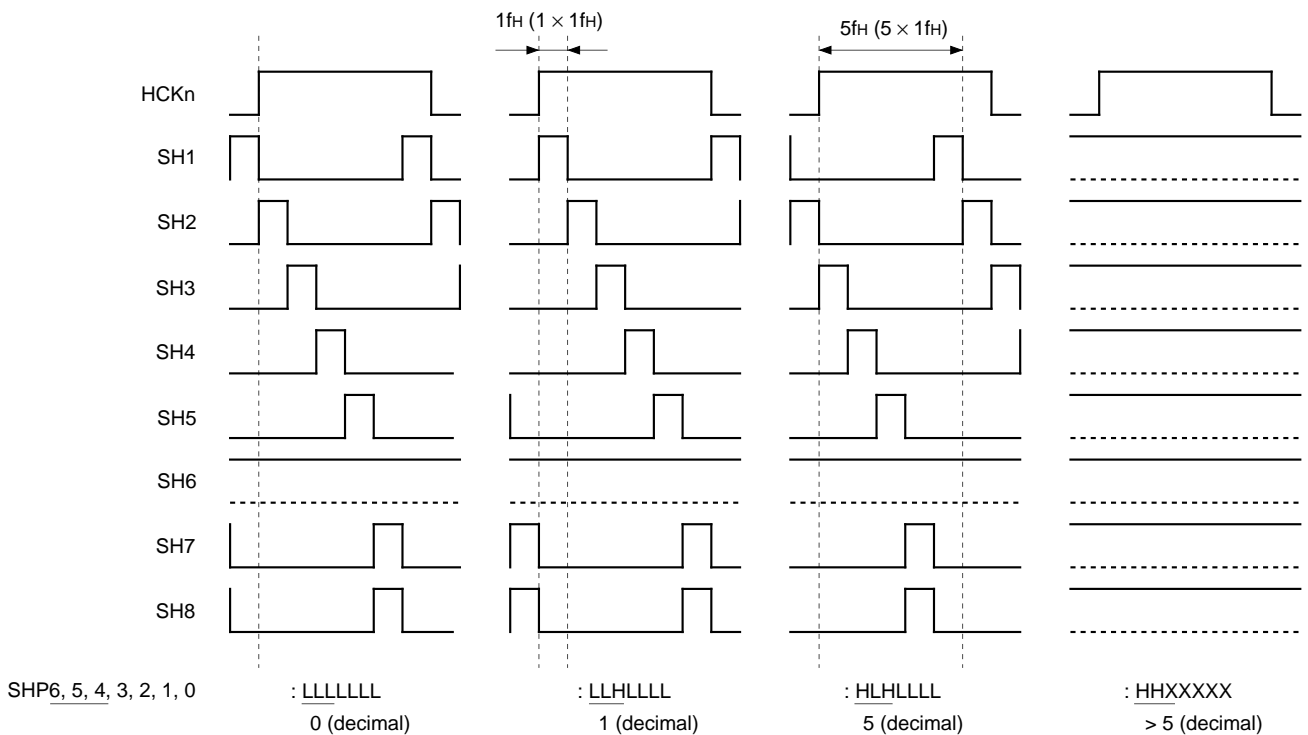 1fH (1 × 1fH)
5fH (5 × 1fH)
HCKn
SH1
SH2
SH3
SH4
SH5
SH6
SH7
SH8
SHP6, 5, 4, 3, 2, 1, 0 : LLLLLLL : LLHLLLL : HLHLLLL : HHXXXXX
0 (decimal) 1 (decimal) 5 (decimal) > 5 (decimal)